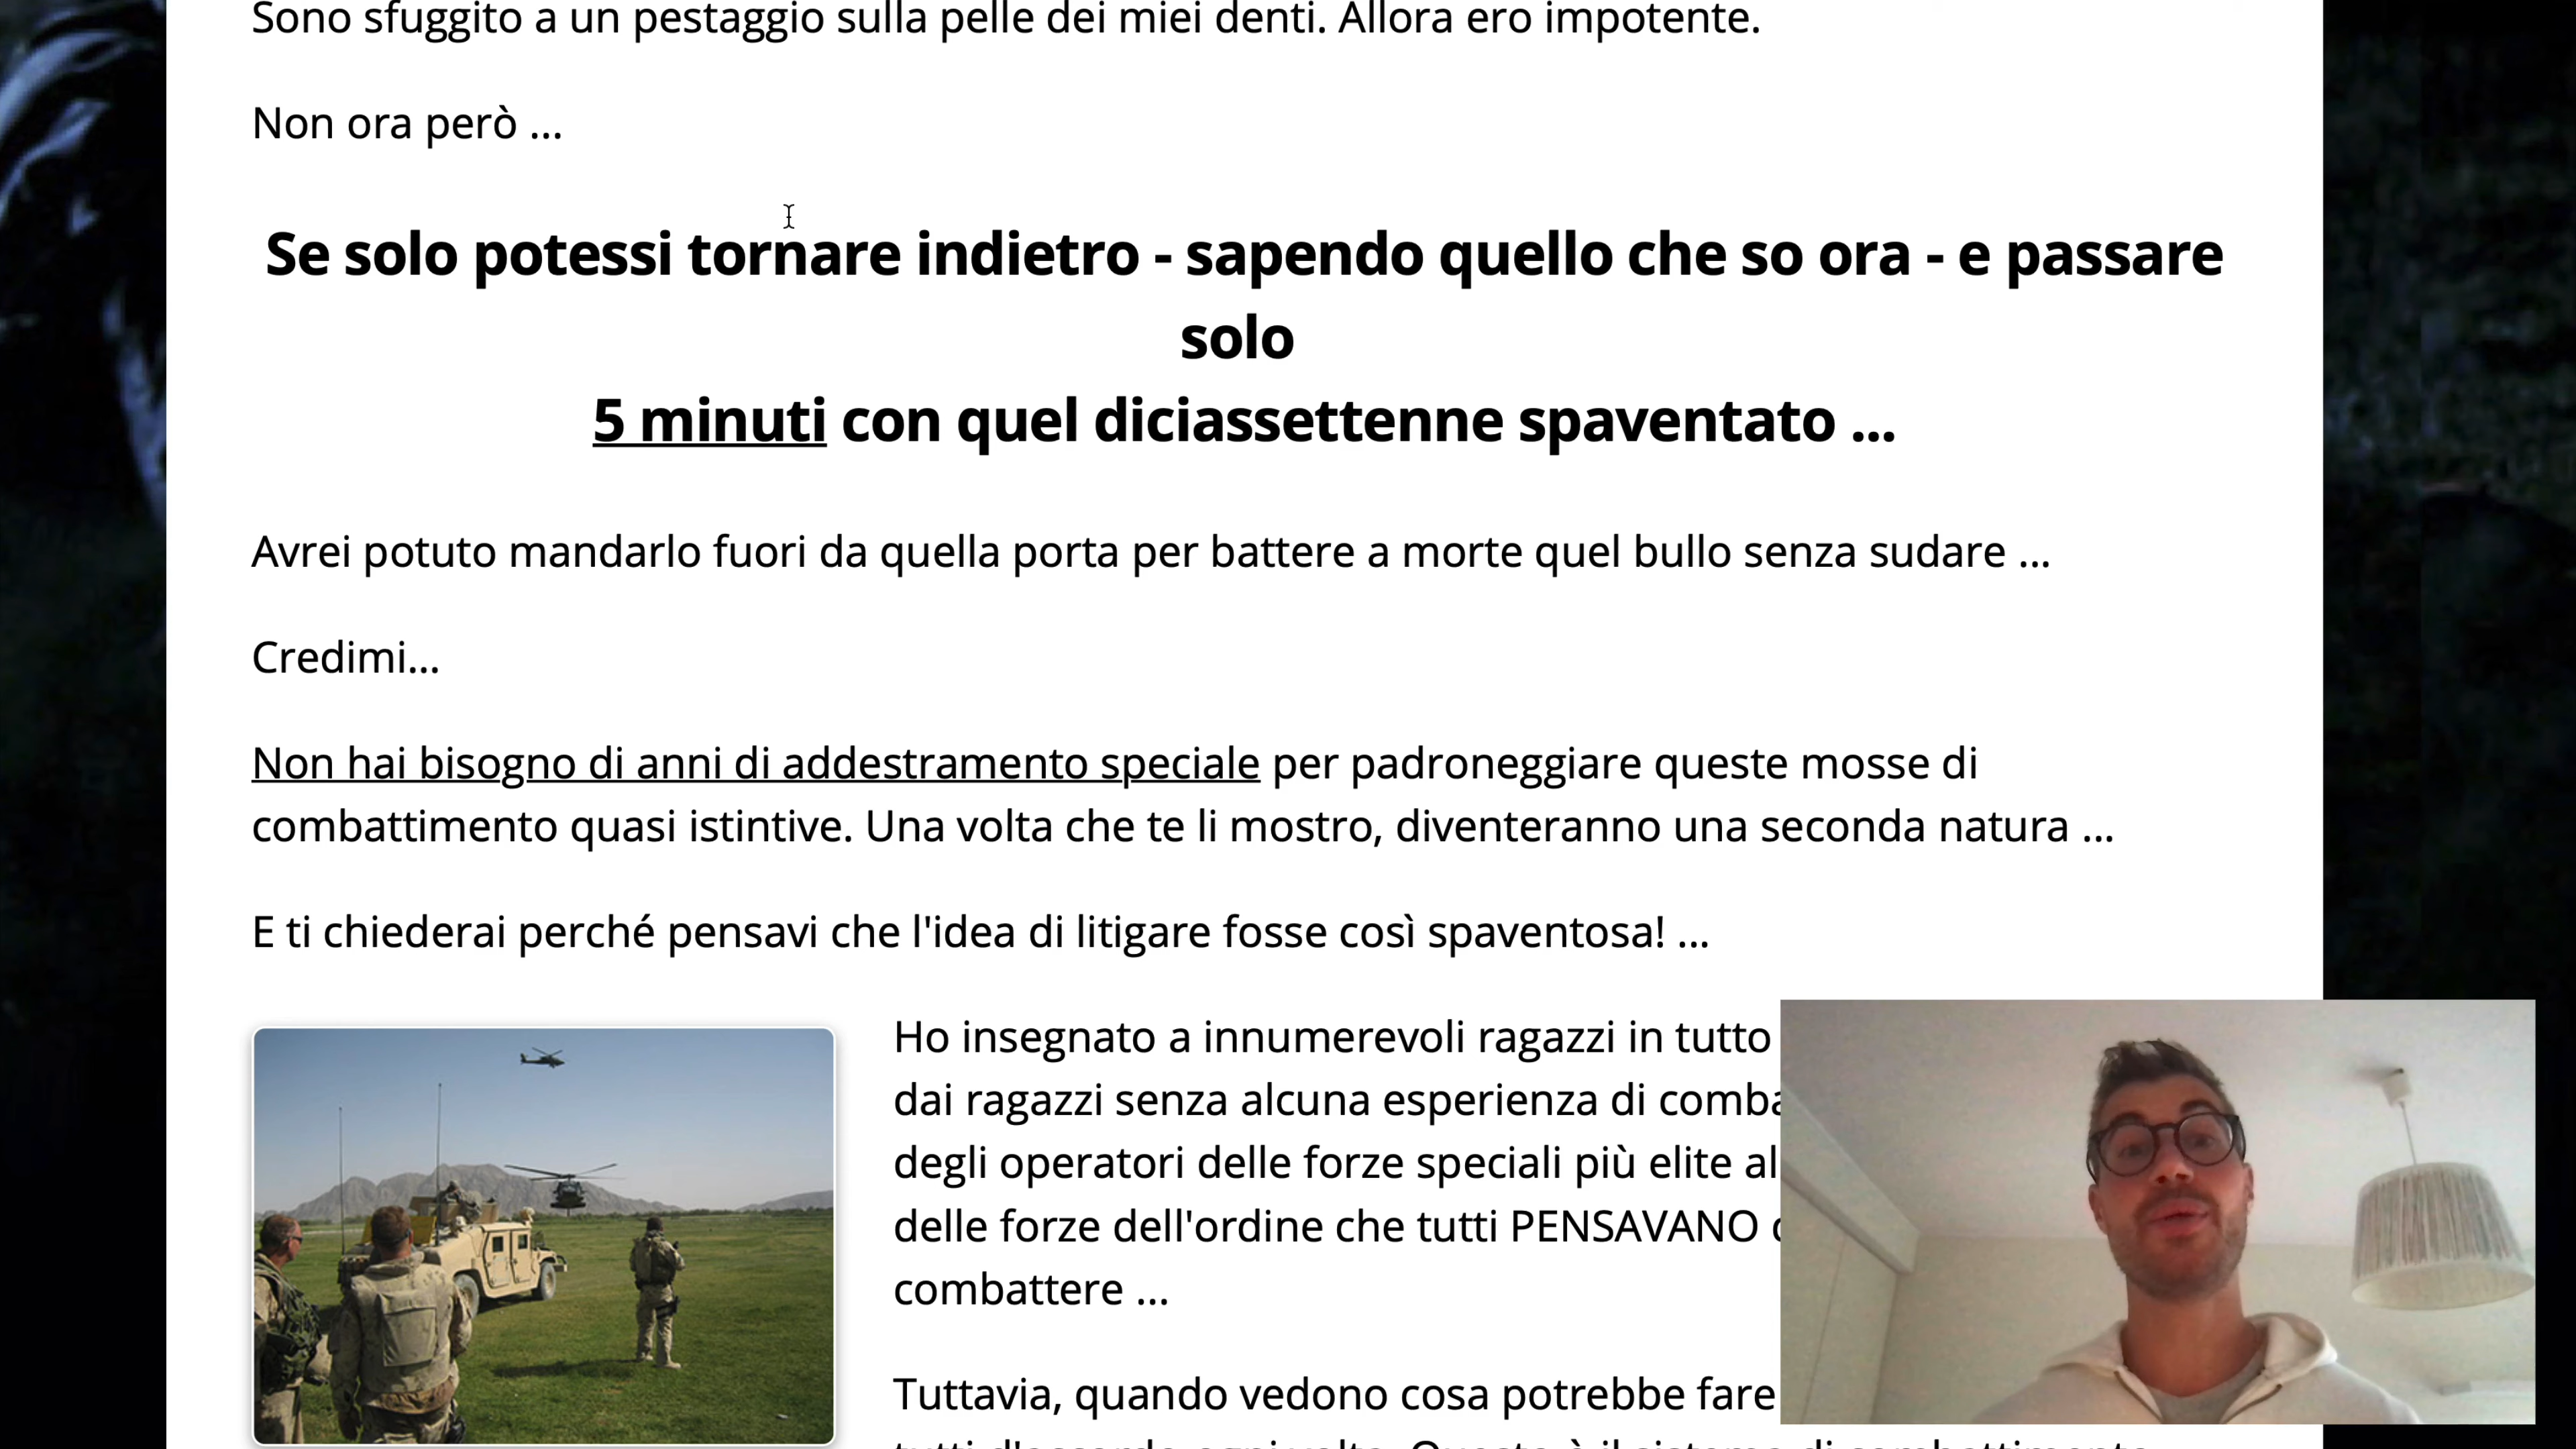 Sono sfuggito a un pestaggio sulla pelle dei miei denti. Allora ero impotente.
Non ora però ...
Se solo potessi tornare indietro - sapendo quello che so ora - e passare
solo
5 minuti con quel diciassettenne spaventato ...
Avrei potuto mandarlo fuori da quella porta per battere a morte quel bullo senza sudare ...
Credimi...
Non hai bisogno di anni di addestramento speciale per padroneggiare queste mosse di
combattimento quasi istintive. Una volta che te li mostro, diventeranno una seconda natura ...
E ti chiederai perché pensavi che l'idea di litigare fosse così spaventosa! ...
Ho insegnato a innumerevoli ragazzi in tutto
dai ragazzi senza alcuna esperienza di
degli operatori delle forze speciali più elite
delle forze dell'ordine che tutti PENSAVANO
combattere ...
Tuttavia, quando vedono cosa potrebbe fare